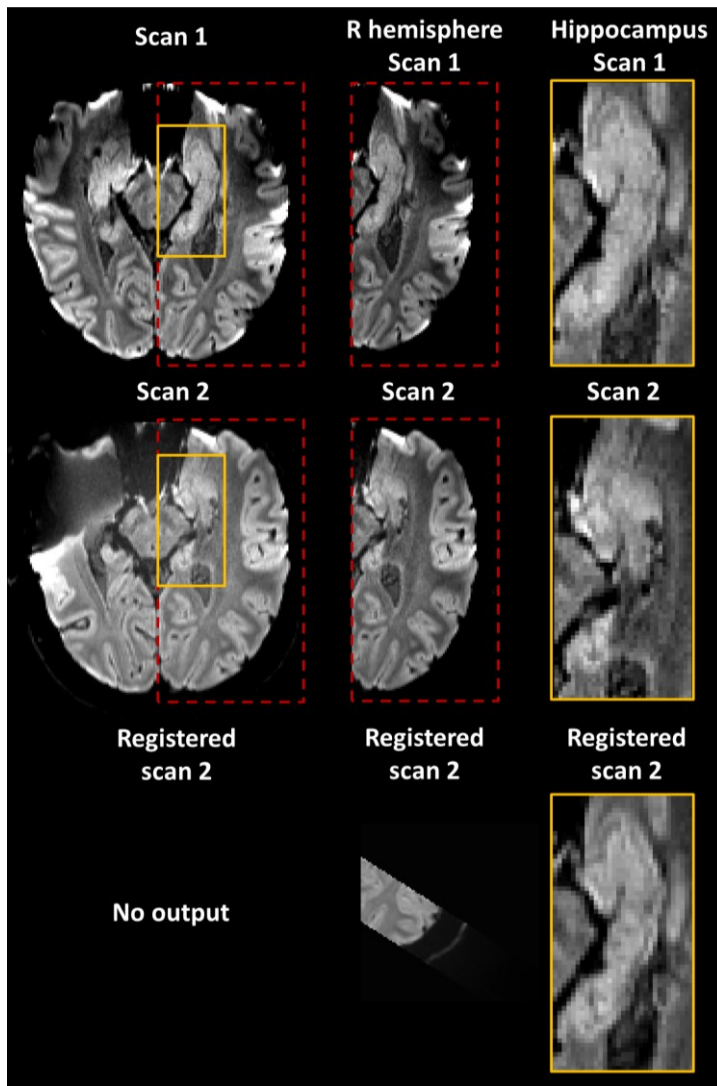 Scan 1
R hemisphere
Scan 1
Hippocampus
Scan 1
Scan 2
Scan 2
Scan 2
Registered
scan 2
Registered
scan 2
Registered
scan 2
No output